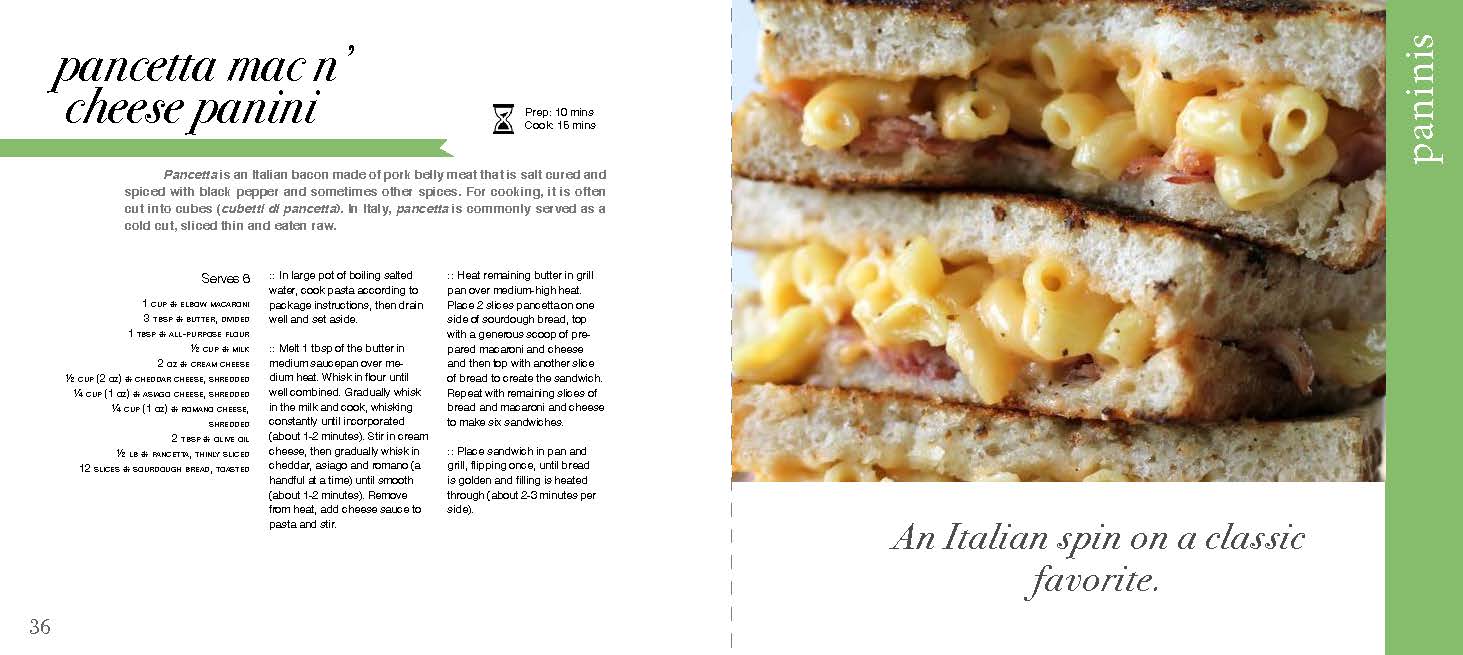 pancetta mac n’
cheese panini
Prep: 10 mins
Cook: 15 mins
Pancetta is an Italian bacon made of pork belly meat that is salt cured and
spiced with black pepper and sometimes other spices. For cooking, it is often
cut into cubes (cubetti di pancetta). In Italy, pancetta is commonly served as a
cold cut, sliced thin and eaten raw.
Serves 6
1 cup # elbow macaroni
3 tbsp # butter, divided
1 tbsp # all-purpose flour
½ cup # milk
2 oz # cream cheese
½ cup (2 oz) # cheddar cheese, shredded
¼ cup (1 oz) # asiago cheese, shredded
¼ cup (1 oz) # romano cheese,
shredded
2 tbsp # olive oil
½ lb # pancetta, thinly sliced
12 slices # sourdough bread, toasted
:: In large pot of boiling salted
water, cook pasta according to
package instructions, then drain
well and set aside.
:: Melt 1 tbsp of the butter in
medium saucepan over me-
dium heat. Whisk in flour until
well combined. Gradually whisk
in the milk and cook, whisking
constantly until incorporated
(about 1-2 minutes). Stir in cream
cheese, then gradually whisk in
cheddar, asiago and romano (a
handful at a time) until smooth
(about 1-2 minutes). Remove
from heat, add cheese sauce to
pasta and stir.
:: Heat remaining butter in grill
pan over medium-high heat.
Place 2 slices pancetta on one
side of sourdough bread, top
with a generous scoop of pre-
pared macaroni and cheese
and then top with another slice
of bread to create the sandwich.
Repeat with remaining slices of
bread and macaroni and cheese
to make six sandwiches.
:: Place sandwich in pan and
grill, flipping once, until bread
is golden and filling is heated
through (about 2-3 minutes per
side).
36
An Italian spin on a classic
favorite.
paninis